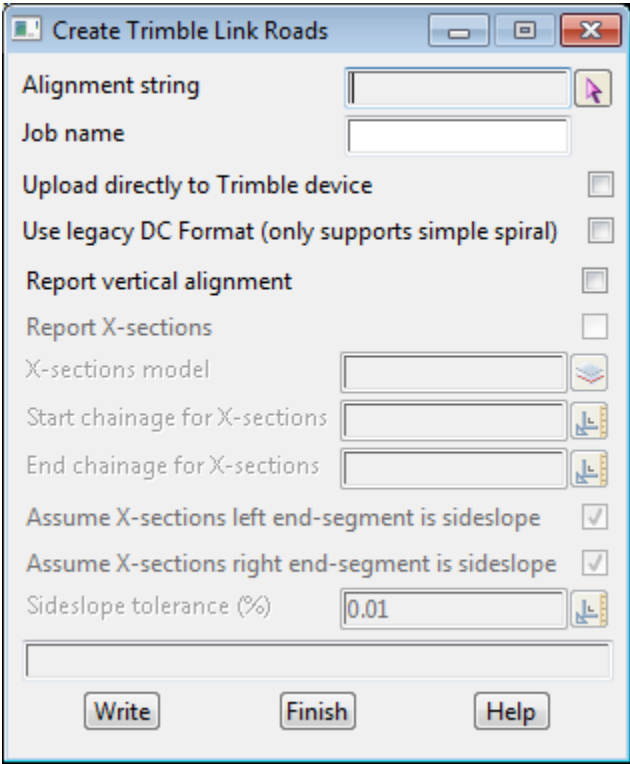 Create Trimble Link Roads
Alignment string
Job name
Upload directly to Trimble device
Use legacy DC Format (only supports simple spiral)
Report vertical alignment
Report X-sections
X-sections model
Start chainage for X-sections
End chainage for X-sections
Assume X-sections left end-segment is sideslope
Assume X-sections right end-segment is sideslope
Sideslope tolerance (%) 0.01
Write Finish Help